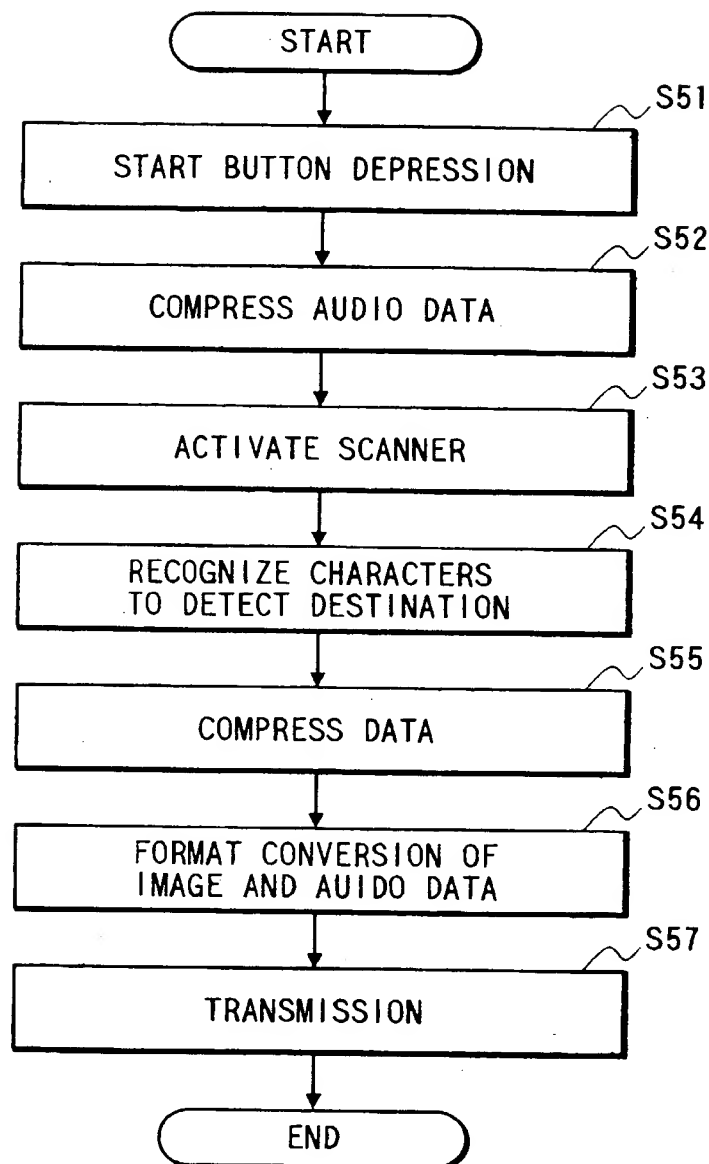 START
S51
START BUTTON DEPRESSION
S52
COMPRESS AUDIO DATA
S53
ACTIVATE SCANNER
S54
RECOGNIZE CHARACTERS
TO DETECT DESTINATION
S55
COMPRESS DATA
S56
FORMAT CONVERSION OF
IMAGE AND AUIDO DATA
S57
TRANSMISSION
END